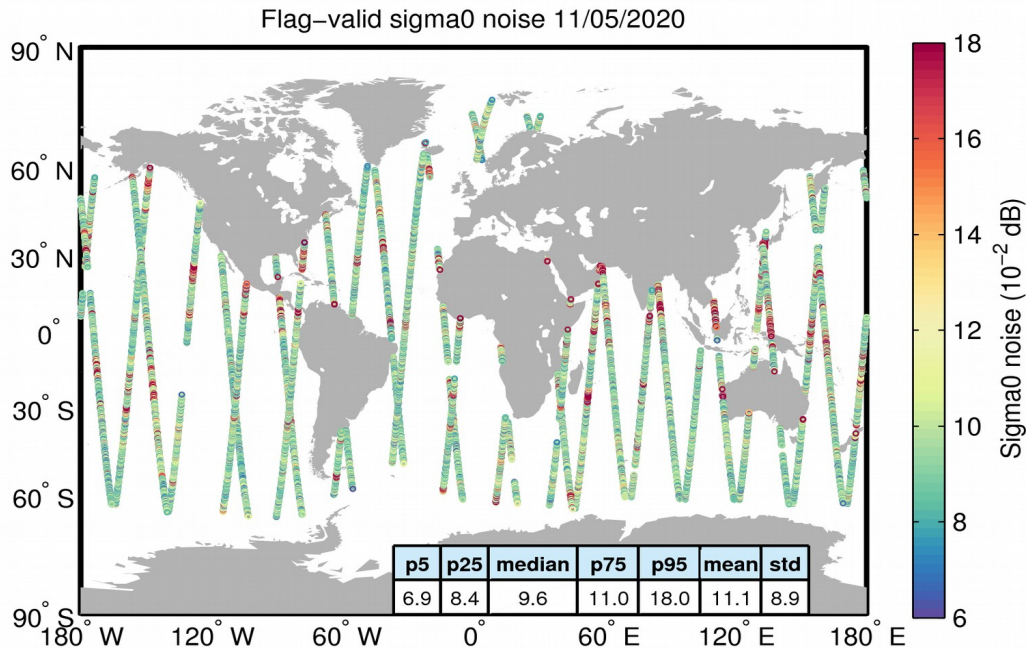 Flag-valid sigma0 noise 11/05/2020
90° N
60° N
30° N
0°
30° S
60° S
90° S
180° W
120° W
60° W
0°
60° E
120° E
180° E
p5 p25 median p75 p95 mean std
6.9 8.4 9.6 11.0 18.0 11.1 8.9
18
16
14
12
10
8
6
Sigma0 noise (10⁻² dB)